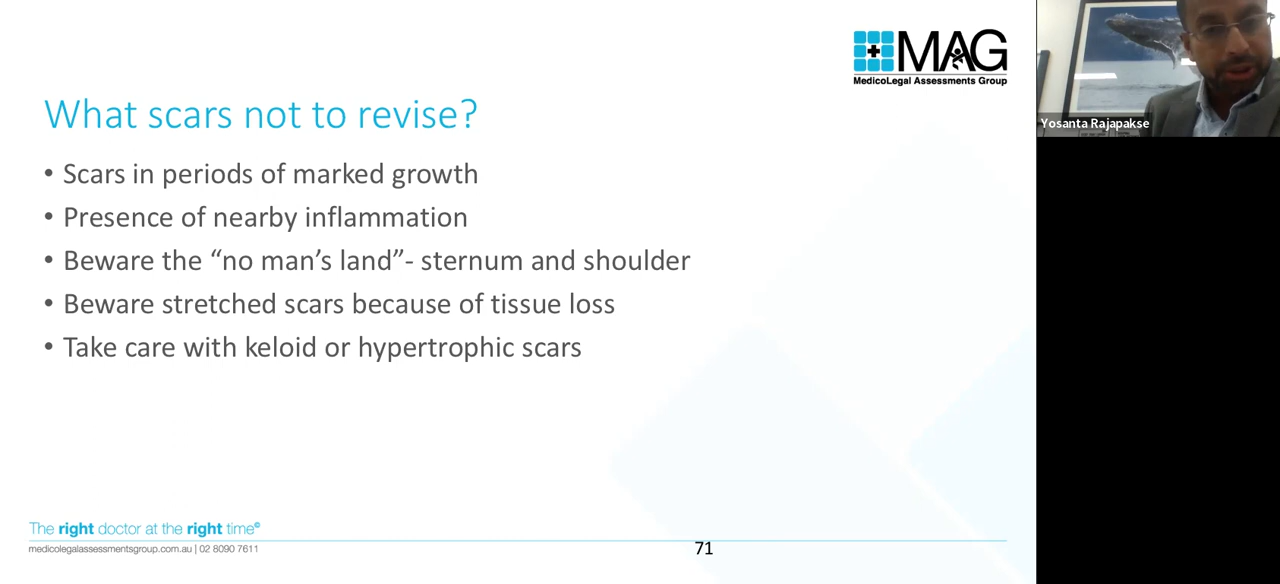 MAG
MedicoLegal Assessments Group
Yosanta Rajapakse
What scars not to revise?
• Scars in periods of marked growth
• Presence of nearby inflammation
• Beware the “no man’s land”- sternum and shoulder
• Beware stretched scars because of tissue loss
• Take care with keloid or hypertrophic scars
The right doctor at the right time©
medicolegalassessmentsgroup.com.au | 02 8090 7611
71